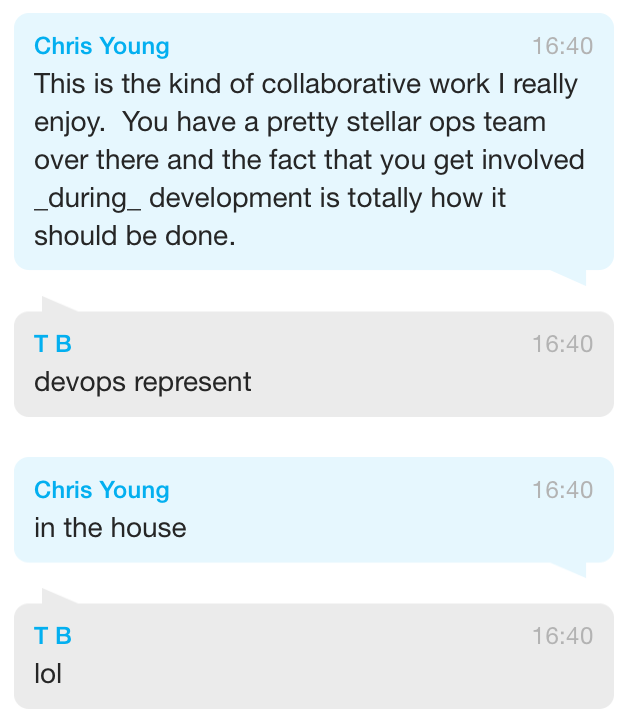 Chris Young 16:40
This is the kind of collaborative work I really
enjoy.  You have a pretty stellar ops team
over there and the fact that you get involved
_during_ development is totally how it
should be done.
T B 16:40
devops represent
Chris Young 16:40
in the house
T B 16:40
lol